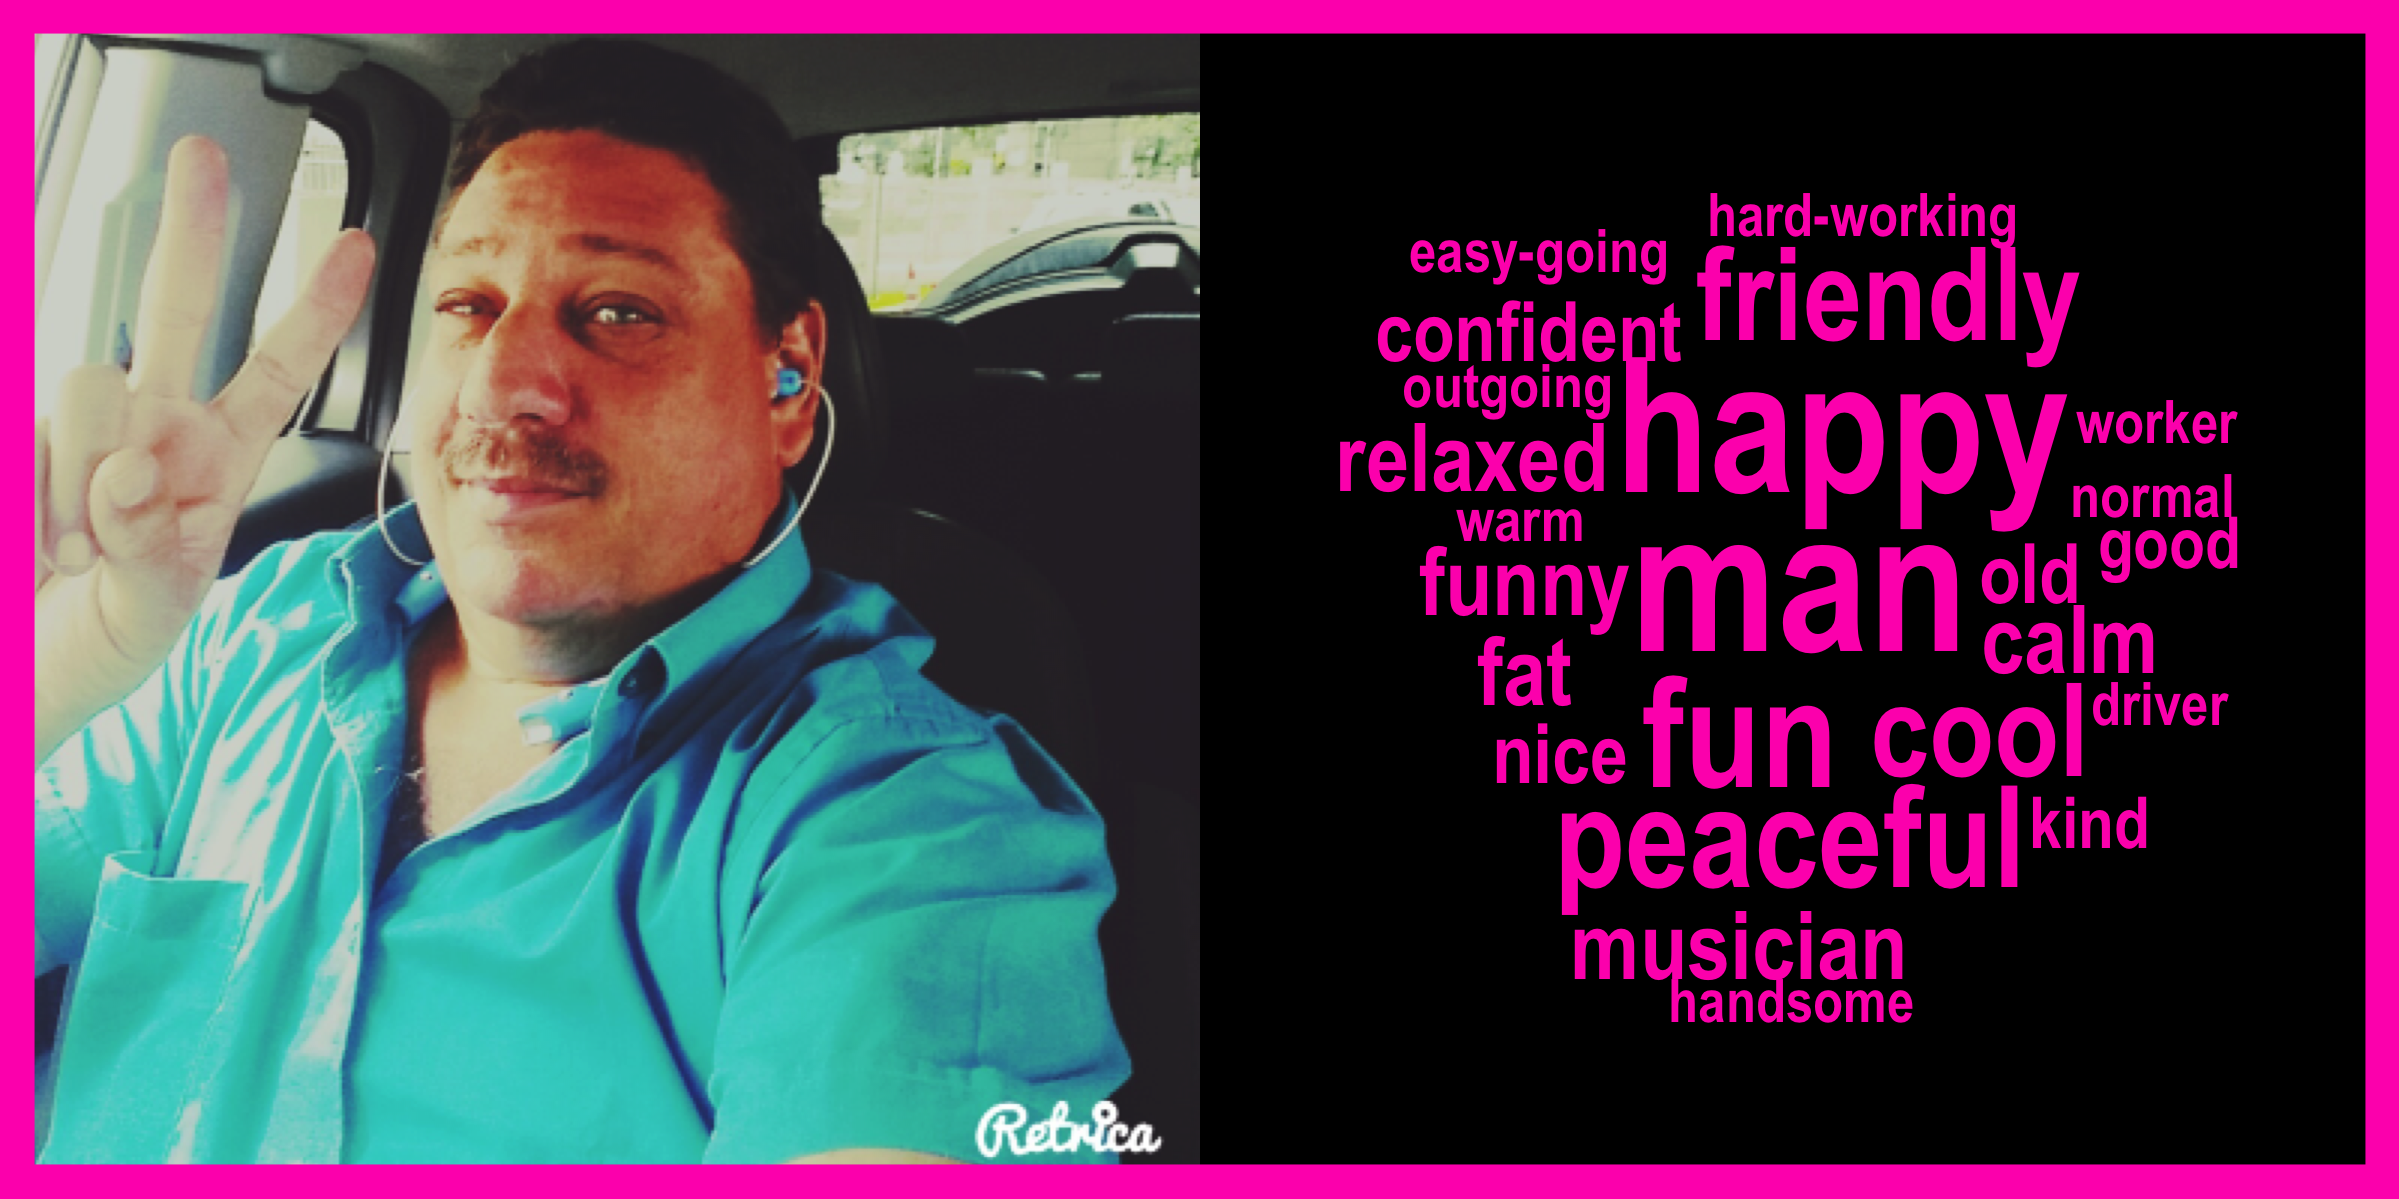 Retrica
hard-working
easy-going
friendly
confident
outgoing
happy
worker
relaxed
normal
warm
good
man
old
funny
calm
fat
driver
fun
cool
nice
kind
peaceful
musician
handsome